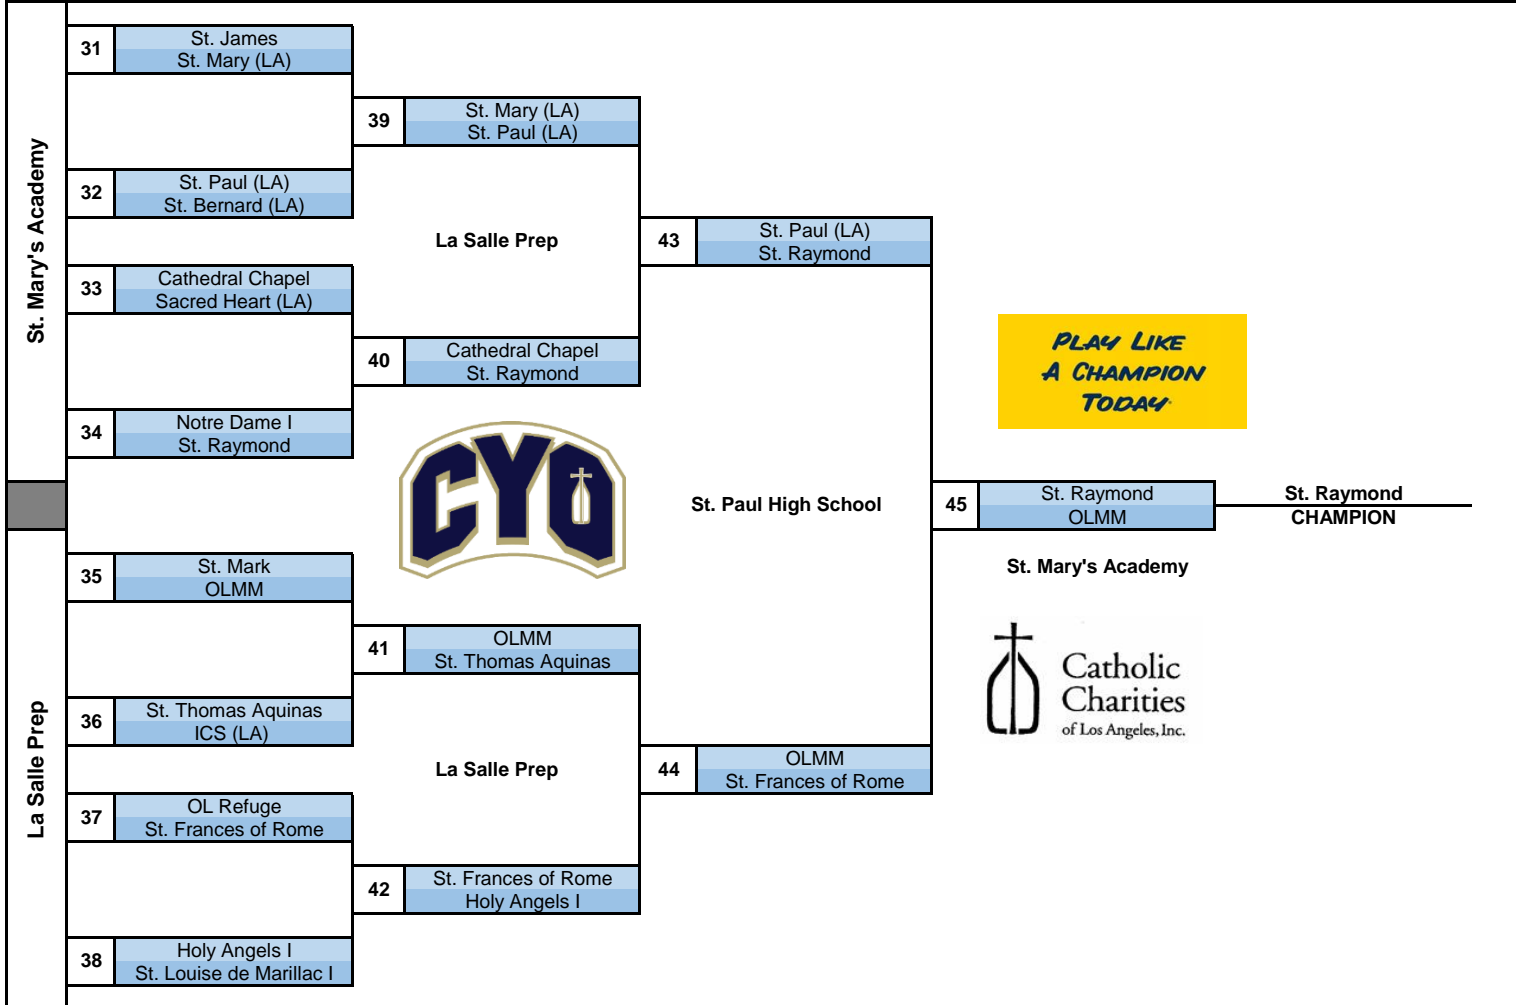 St. Mary's Academy
31
St. James
St. Mary (LA)
32
St. Paul (LA)
St. Bernard (LA)
33
Cathedral Chapel
Sacred Heart (LA)
34
Notre Dame I
St. Raymond
La Salle Prep
35
St. Mark
OLMM
36
St. Thomas Aquinas
ICS (LA)
37
OL Refuge
St. Frances of Rome
38
Holy Angels I
St. Louise de Marillac I
39
St. Mary (LA)
St. Paul (LA)
La Salle Prep
40
Cathedral Chapel
St. Raymond
CYO
41
OLMM
St. Thomas Aquinas
La Salle Prep
42
St. Frances of Rome
Holy Angels I
43
St. Paul (LA)
St. Raymond
St. Paul High School
44
OLMM
St. Frances of Rome
PLAY LIKE
A CHAMPION
TODAY
45
St. Raymond
OLMM
St. Mary's Academy
St. Raymond
CHAMPION
Catholic
Charities
of Los Angeles, Inc.